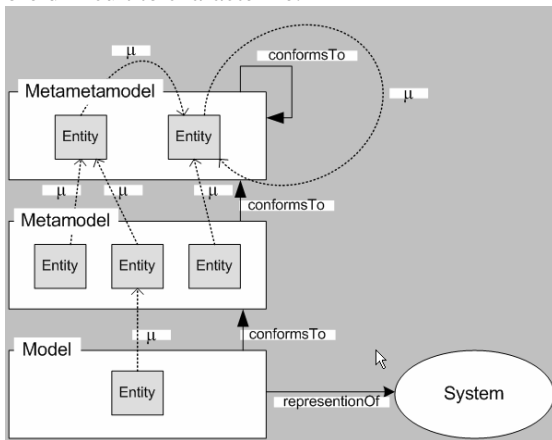 μ
conformsTo
Metametamodel
μ
Entity
Entity
μ
μ
μ
conformsTo
Metamodel
Entity
Entity
Entity
μ
conformsTo
Model
Entity
representionOf
System